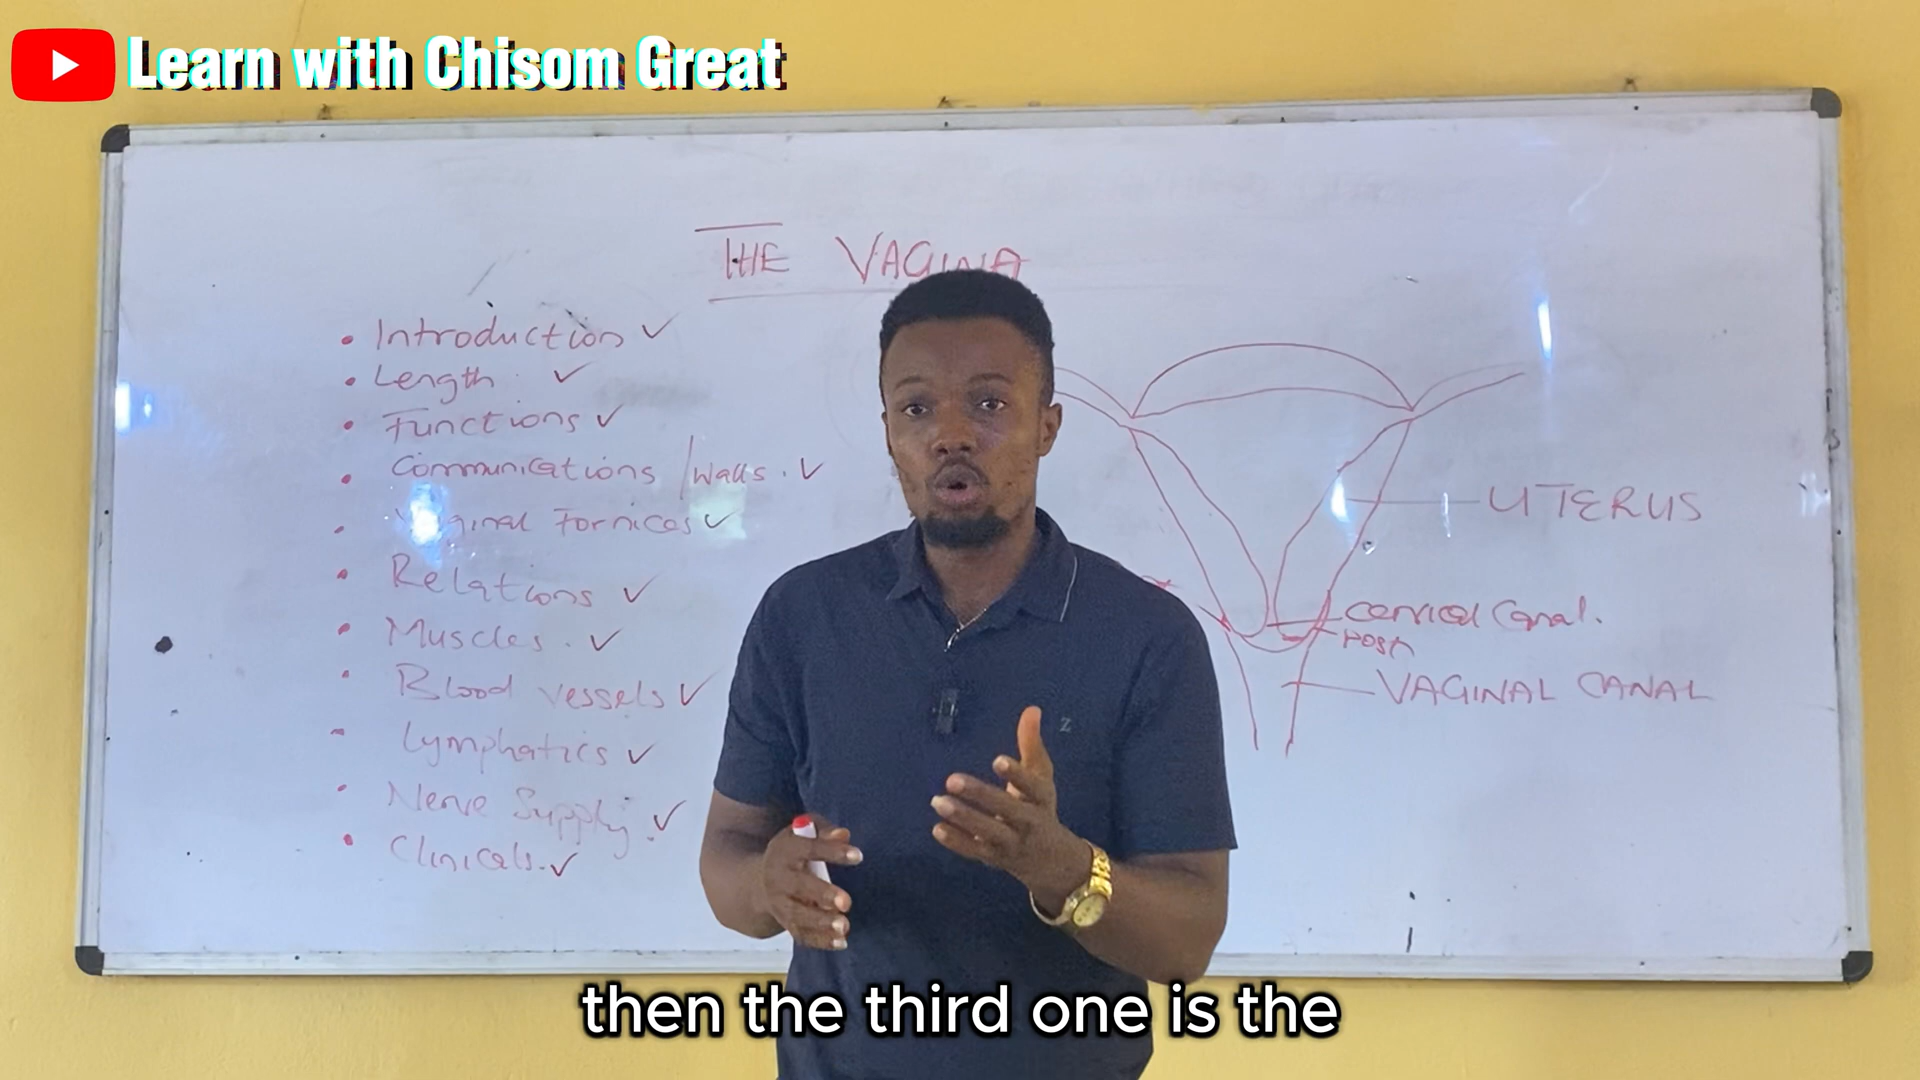 Learn with Chisom Great
THE VAGINA
• Introduction ✓
• Length ✓
• Functions ✓
• Communications / Walls. ✓
• Vaginal Fornices ✓
• Relations ✓
• Muscles. ✓
• Blood vessels ✓
- Lymphatics ✓
• Nerve Supply. ✓
• Clinicals. ✓
UTERUS
Cervical Canal.
VAGINAL CANAL
Z
then the third one is the